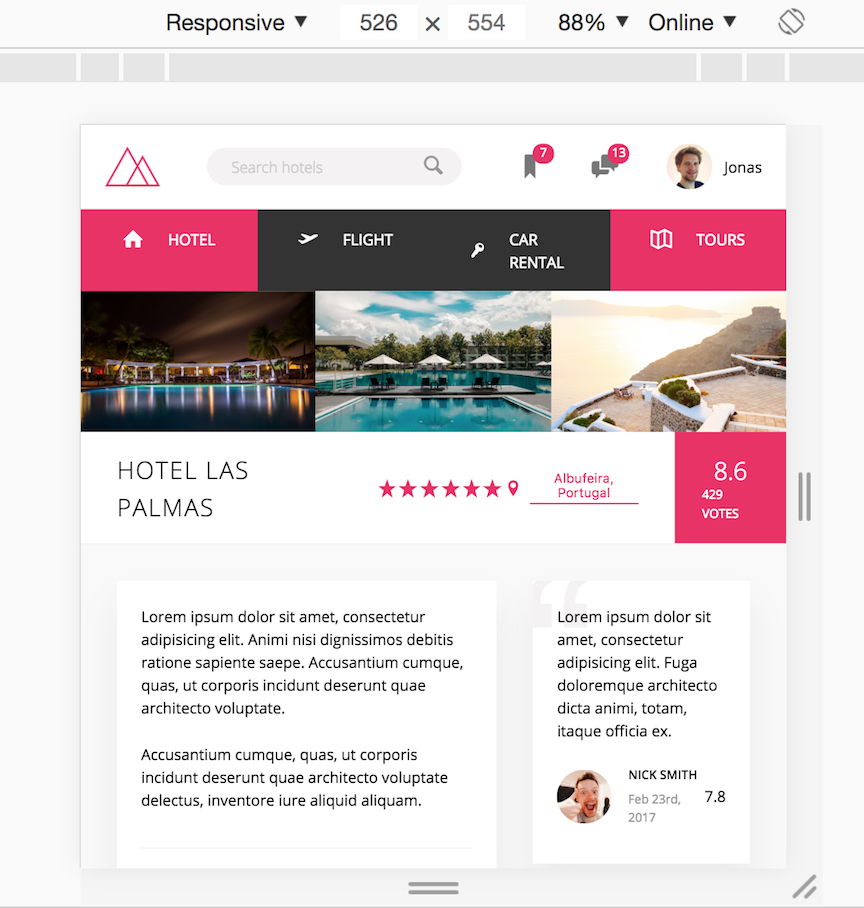 Responsive ▼ 526 × 554 88% ▼ Online ▼
Search hotels 7 13 Jonas
HOTEL FLIGHT CAR RENTAL TOURS
HOTEL LAS
PALMAS
Albufeira,
Portugal
8.6
429
VOTES
Lorem ipsum dolor sit amet, consectetur
adipisicing elit. Animi nisi dignissimos debitis
ratione sapiente saepe. Accusantium cumque,
quas, ut corporis incidunt deserunt quae
architecto voluptate.
Accusantium cumque, quas, ut corporis
incidunt deserunt quae architecto voluptate
delectus, inventore iure aliquid aliquam.
“
Lorem ipsum dolor sit
amet, consectetur
adipisicing elit. Fuga
doloremque architecto
dicta animi, totam,
itaque officia ex.
NICK SMITH
Feb 23rd,
2017
7.8